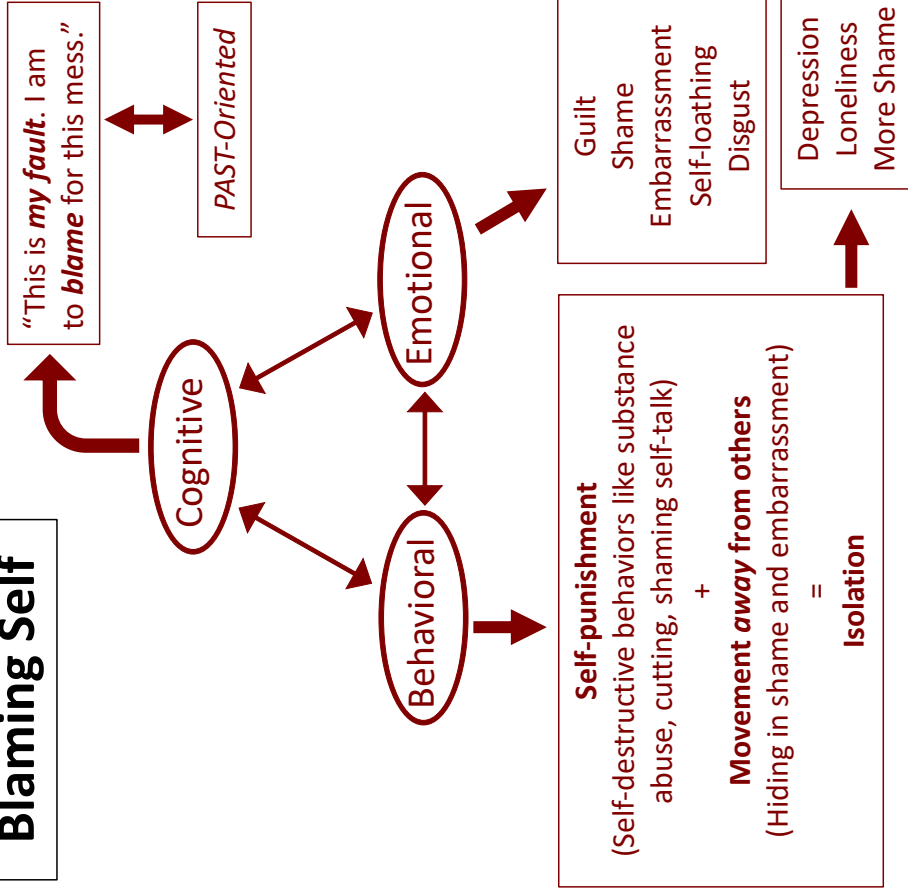 Blaming Self
“This is my fault. I am
to blame for this mess.”
PAST-Oriented
Cognitive
Behavioral
Emotional
Guilt
Shame
Embarrassment
Self-loathing
Disgust
Self-punishment
(Self-destructive behaviors like substance
abuse, cutting, shaming self-talk)
+
Movement away from others
(Hiding in shame and embarrassment)
=
Isolation
Depression
Loneliness
More Shame